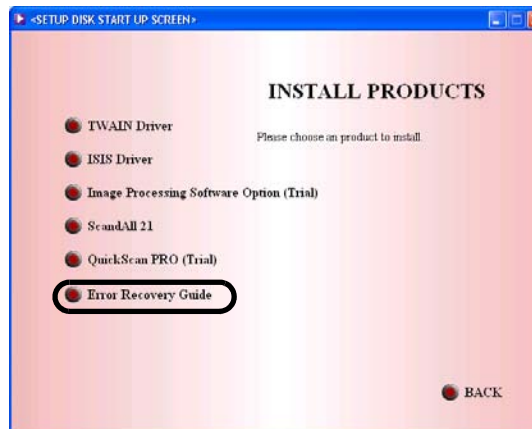 <SETUP DISK START UP SCREEN>
INSTALL PRODUCTS
Please choose an product to install.
TWAIN Driver
ISIS Driver
Image Processing Software Option (Trial)
ScandAll 21
QuickScan PRO (Trial)
Error Recovery Guide
BACK